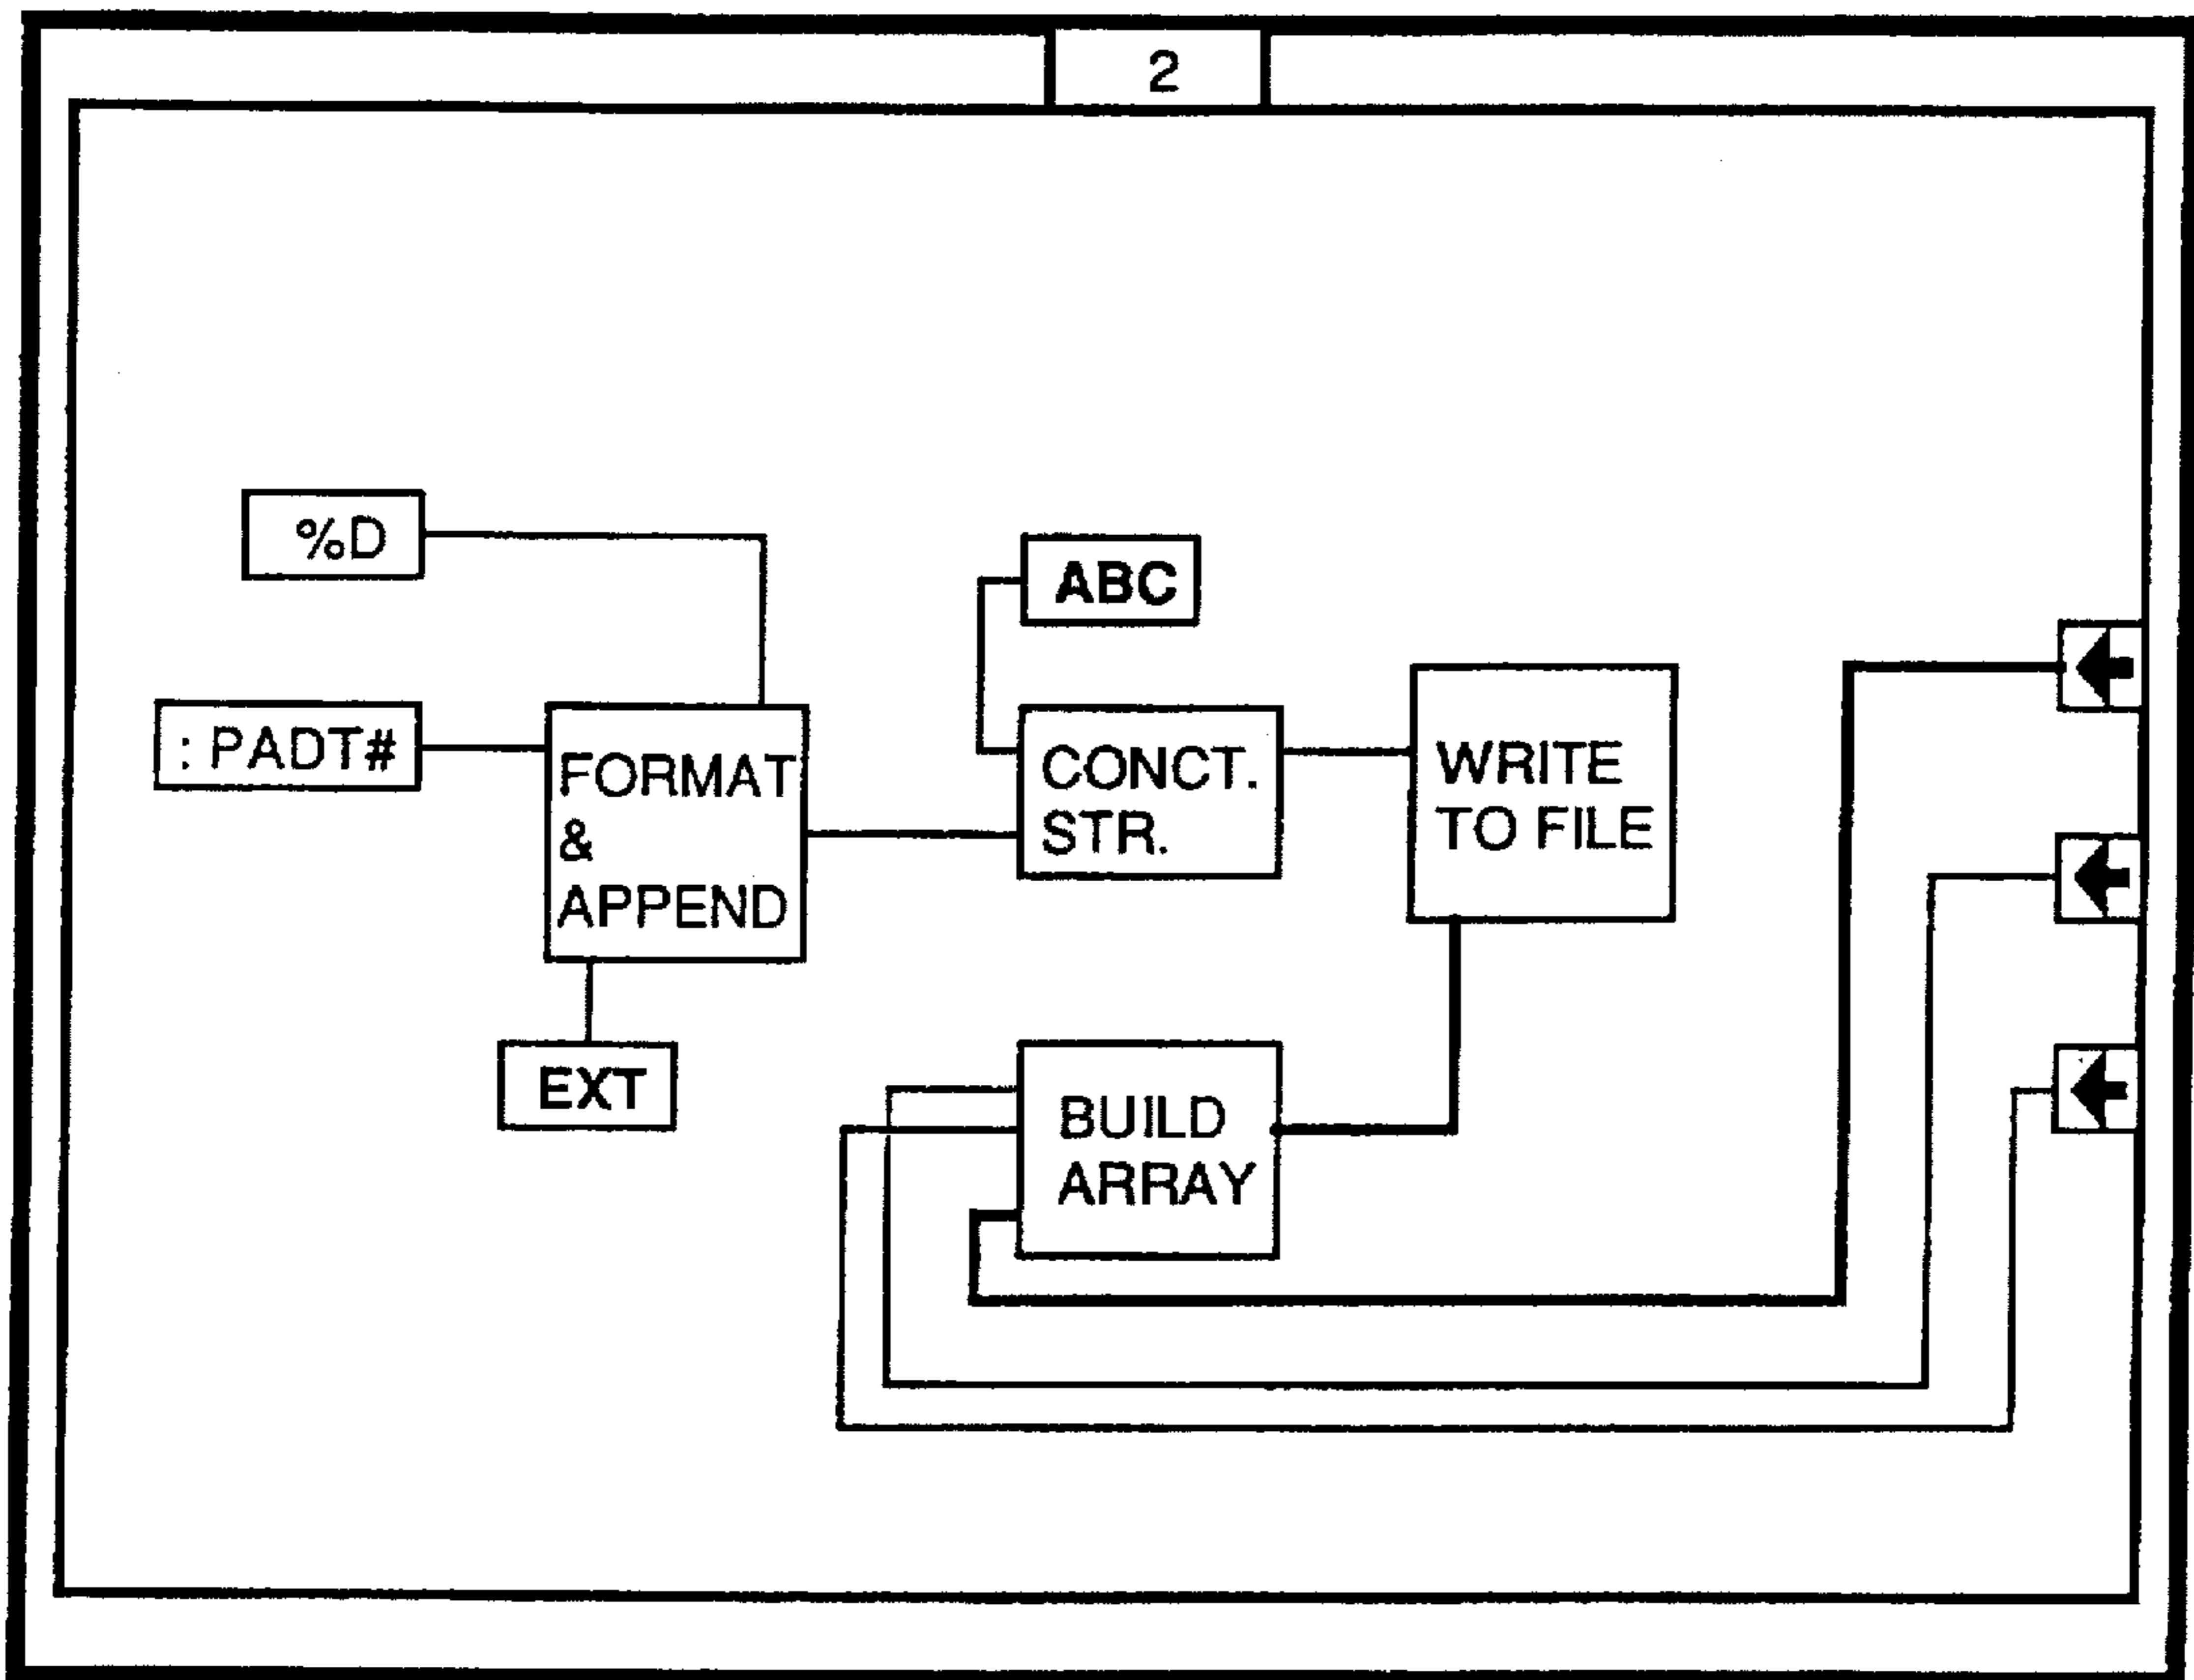 2
%D
ABC
: PADT#
FORMAT
&
APPEND
CONCT.
STR.
WRITE
TO FILE
EXT
BUILD
ARRAY